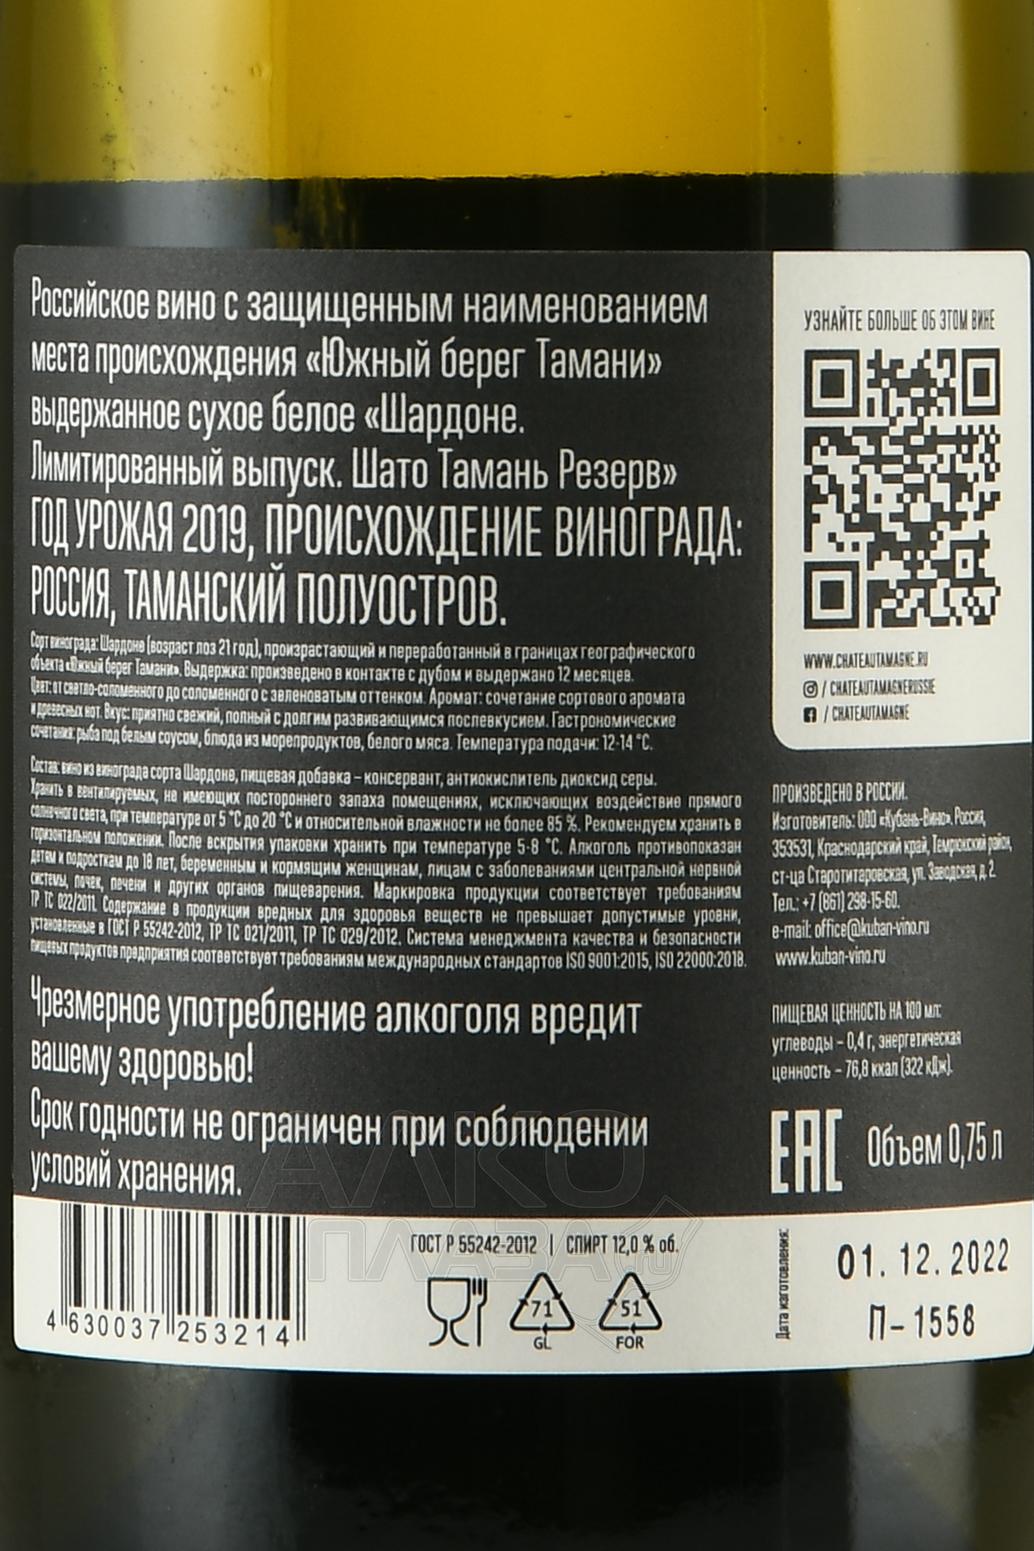 Российское вино с защищенным наименованием
места происхождения «Южный берег Тамани»
выдержанное сухое белое «Шардоне.
Лимитированный выпуск. Шато Тамань Резерв»
ГОД УРОЖАЯ 2019, ПРОИСХОЖДЕНИЕ ВИНОГРАДА:
РОССИЯ, ТАМАНСКИЙ ПОЛУОСТРОВ.
Сорт винограда: Шардоне (возраст лоз 21 год), произрастающий и переработанный в границах географического
объекта «Южный берег Тамани». Выдержка: произведено в контакте с дубом и выдержано 12 месяцев.
Цвет: от светло-соломенного до соломенного с зеленоватым оттенком. Аромат: сочетание сортового аромата
и древесных нот. Вкус: приятно свежий, полный с долгим развивающимся послевкусием. Гастрономические
сочетания: рыба под белым соусом, блюда из морепродуктов, белого мяса. Температура подачи: 12-14 °С.
Состав: вино из винограда сорта Шардоне, пищевая добавка – консервант, антиокислитель диоксид серы.
Хранить в вентилируемых, не имеющих постороннего запаха помещениях, исключающих воздействие прямого
солнечного света, при температуре от 5 °С до 20 °С и относительной влажности не более 85 %. Рекомендуем хранить в
горизонтальном положении. После вскрытия упаковки хранить при температуре 5-8 °С. Алкоголь противопоказан
детям и подросткам до 18 лет, беременным и кормящим женщинам, лицам с заболеваниями центральной нервной
системы, почек, печени и других органов пищеварения. Маркировка продукции соответствует требованиям
ТР ТС 022/2011. Содержание в продукции вредных для здоровья веществ не превышает допустимые уровни,
установленные в ГОСТ Р 55242-2012, ТР ТС 021/2011, ТР ТС 029/2012. Система менеджмента качества и безопасности
пищевых продуктов предприятия соответствует требованиям международных стандартов ISO 9001:2015, ISO 22000:2018.
Чрезмерное употребление алкоголя вредит
вашему здоровью!
Срок годности не ограничен при соблюдении
условий хранения.
УЗНАЙТЕ БОЛЬШЕ ОБ ЭТОМ ВИНЕ
WWW.CHATEAUTAMAGNE.RU
/ CHATEAUTAMAGNERUSSIE
/ CHATEAUTAMAGNE
ПРОИЗВЕДЕНО В РОССИИ.
Изготовитель: ООО «Кубань-Вино». Россия,
353531, Краснодарский край, Темрюкский район,
ст-ца Старотитаровская, ул. Заводская, д. 2.
Тел.: +7 (861) 298-15-60.
e-mail: office@kuban-vino.ru
www.kuban-vino.ru
ПИЩЕВАЯ ЦЕННОСТЬ НА 100 мл:
углеводы – 0,4 г, энергетическая
ценность – 76,8 ккал (322 кДж).
ЕАС Объем 0,75 л
4 630037 253214
ГОСТ Р 55242-2012 | СПИРТ 12,0 % об.
71
GL
51
FOR
Дата изготовления:
01. 12. 2022
П-1558
АЛКО
ПЛАЗА.ru